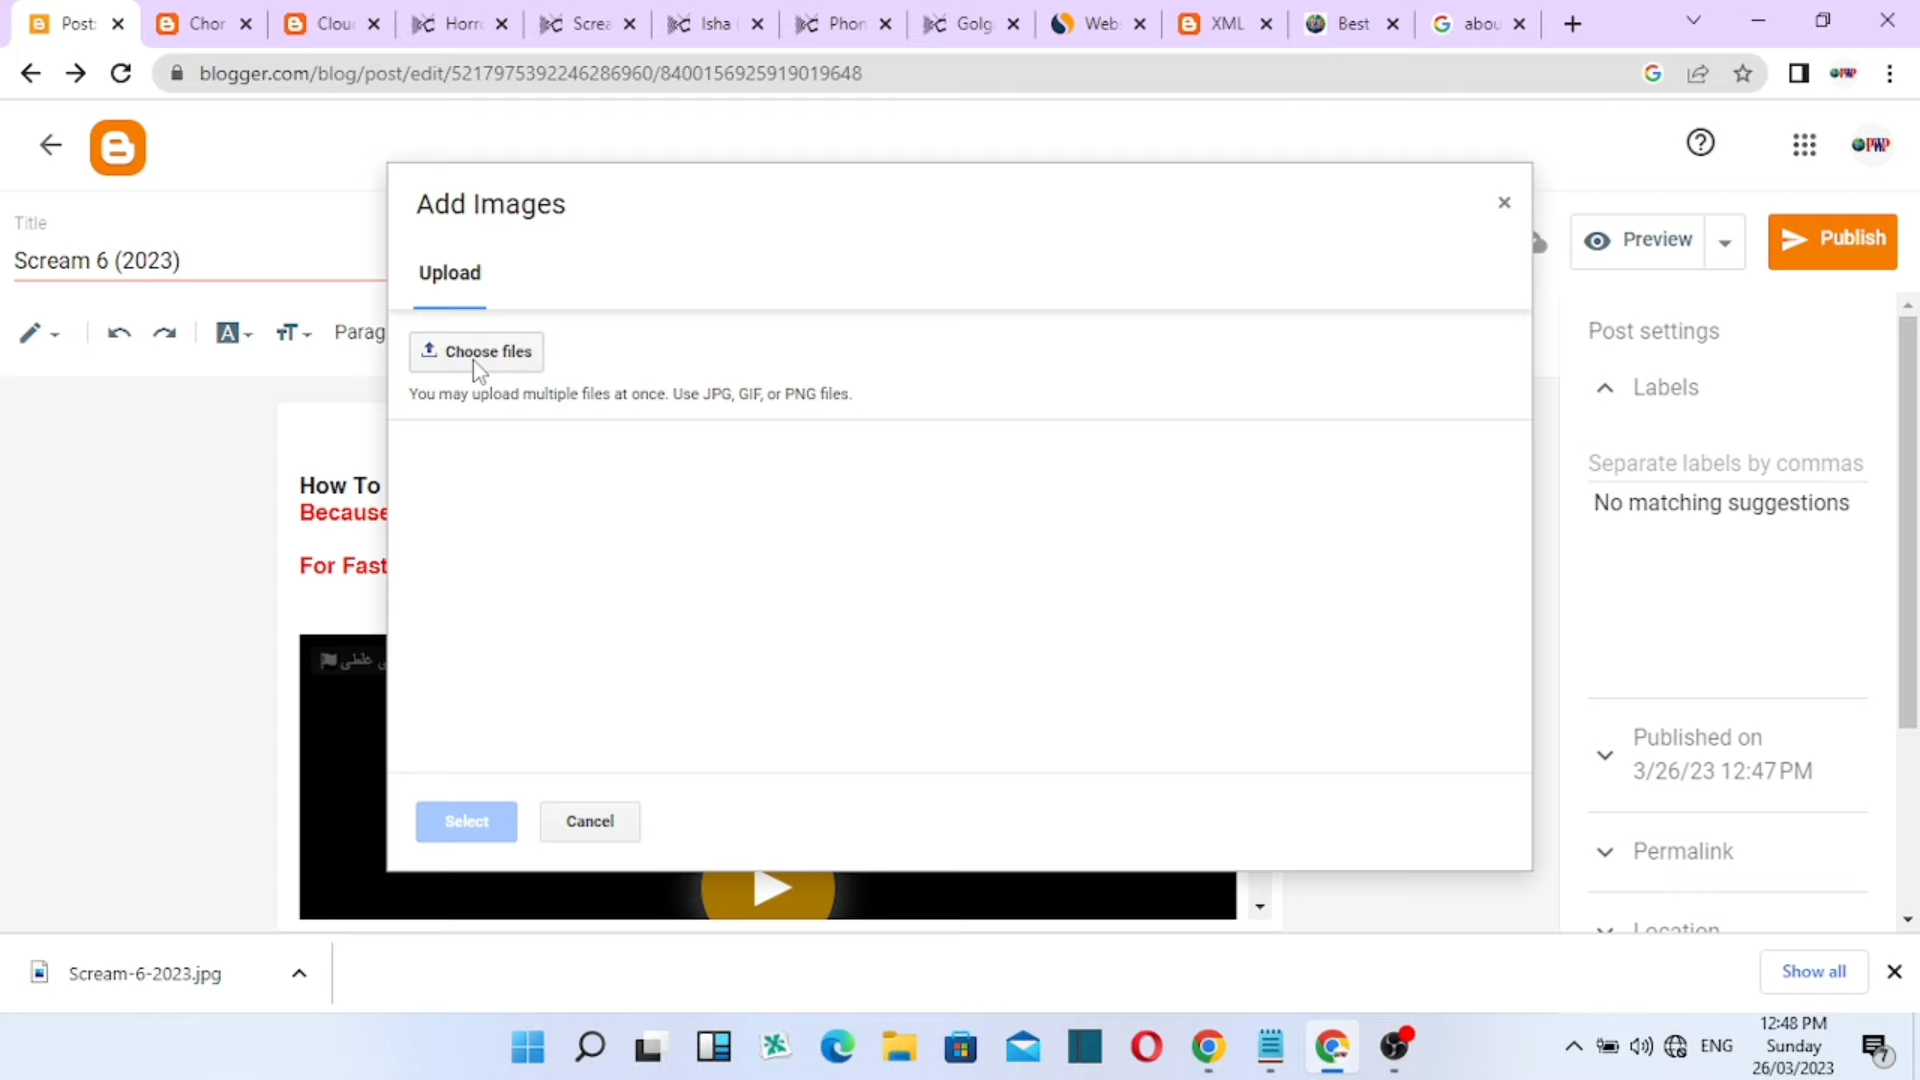 Post
Chor
Clou
Horr
Screa
Isha (
Phon
Golg
Web
XML
Best
abou
blogger.com/blog/post/edit/5217975392246286960/8400156925919019648
PWP
Title
Scream 6 (2023)
Add Images
Preview
Publish
Upload
Parag
Choose files
You may upload multiple files at once. Use JPG, GIF, or PNG files.
Post settings
Labels
Separate labels by commas
No matching suggestions
How To
Because
For Fast
Published on
3/26/23 12:47 PM
Select
Cancel
Permalink
Location
Scream-6-2023.jpg
Show all
ENG
12:48 PM
Sunday
26/03/2023
7